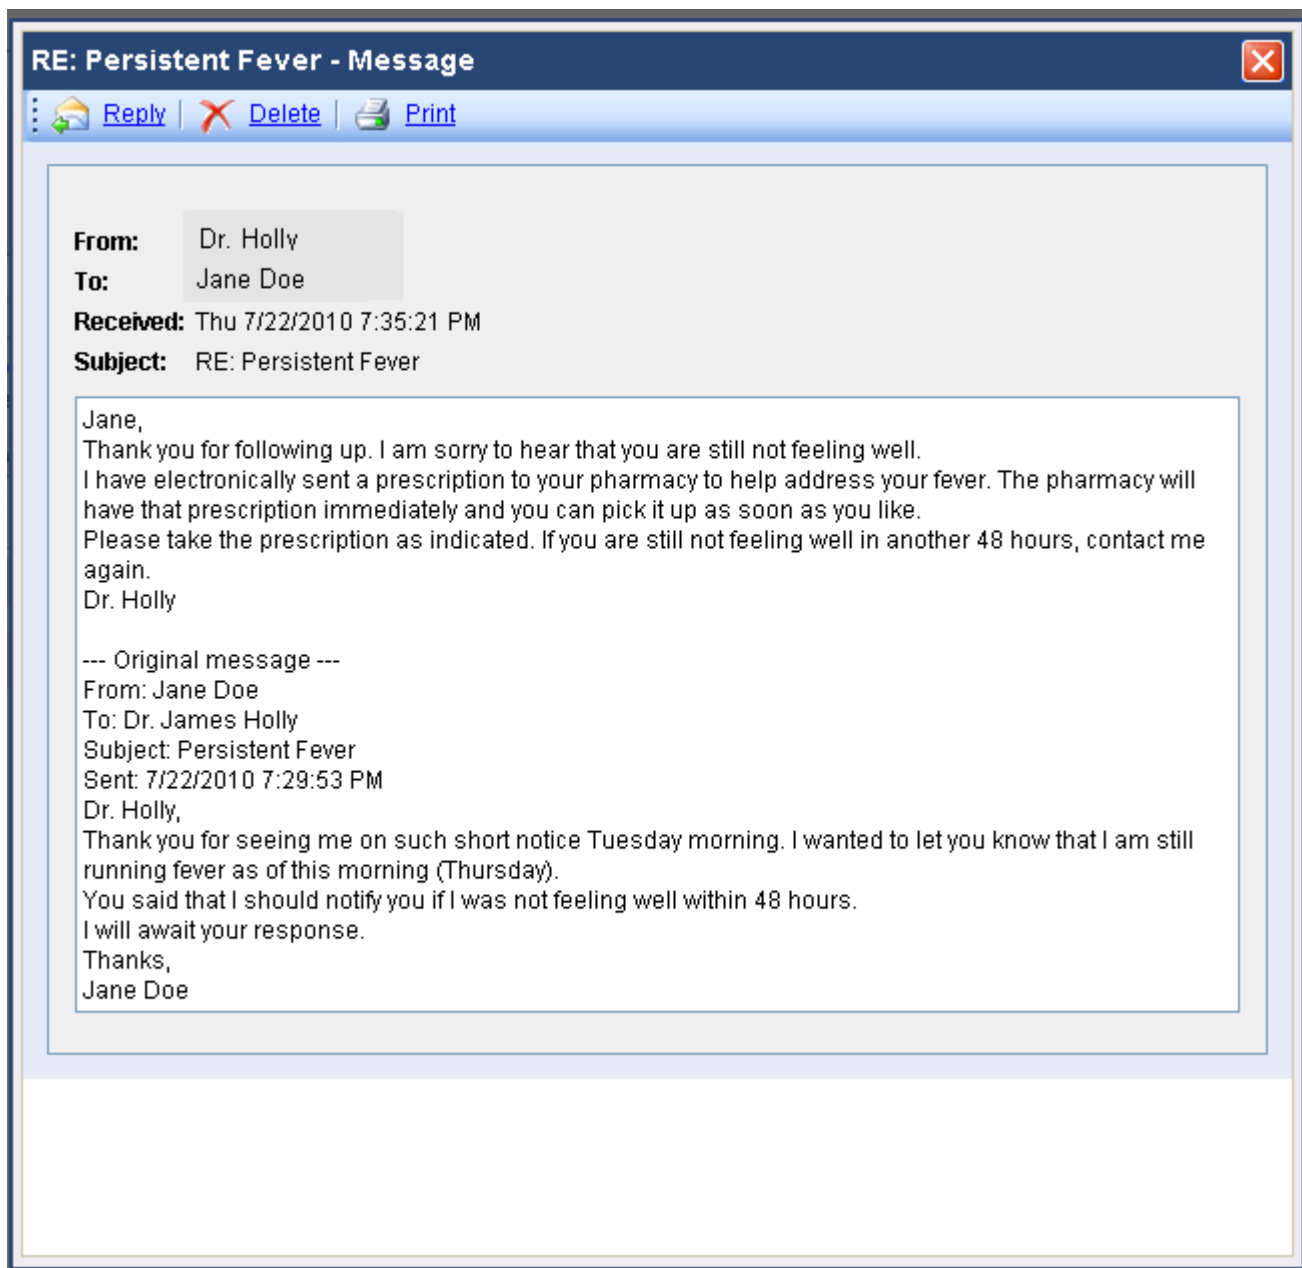 RE: Persistent Fever - Message
Reply | Delete | Print
From: Dr. Holly
To: Jane Doe
Received: Thu 7/22/2010 7:35:21 PM
Subject: RE: Persistent Fever
Jane,
Thank you for following up. I am sorry to hear that you are still not feeling well.
I have electronically sent a prescription to your pharmacy to help address your fever. The pharmacy will
have that prescription immediately and you can pick it up as soon as you like.
Please take the prescription as indicated. If you are still not feeling well in another 48 hours, contact me
again.
Dr. Holly
--- Original message ---
From: Jane Doe
To: Dr. James Holly
Subject: Persistent Fever
Sent: 7/22/2010 7:29:53 PM
Dr. Holly,
Thank you for seeing me on such short notice Tuesday morning. I wanted to let you know that I am still
running fever as of this morning (Thursday).
You said that I should notify you if I was not feeling well within 48 hours.
I will await your response.
Thanks,
Jane Doe